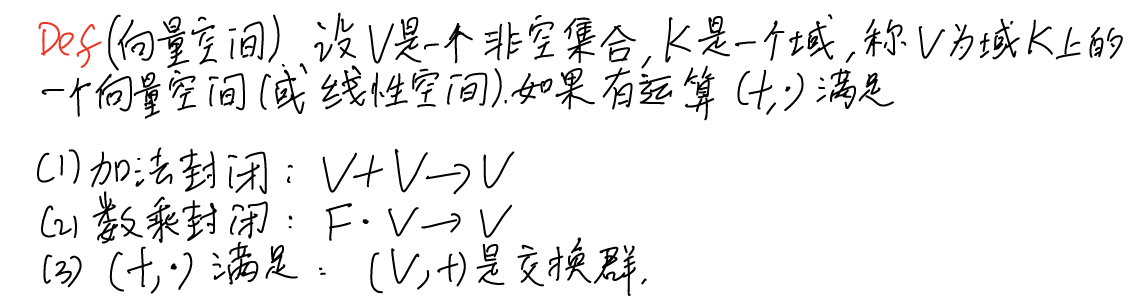 Def(向量空间). 设V是一个非空集合,K是一个域,称V为域K上的
一个向量空间(或线性空间).如果有运算(+,·)满足
(1)加法封闭: V+V→V
(2)数乘封闭: F·V→V
(3) (+,·)满足: (V,+)是交换群.